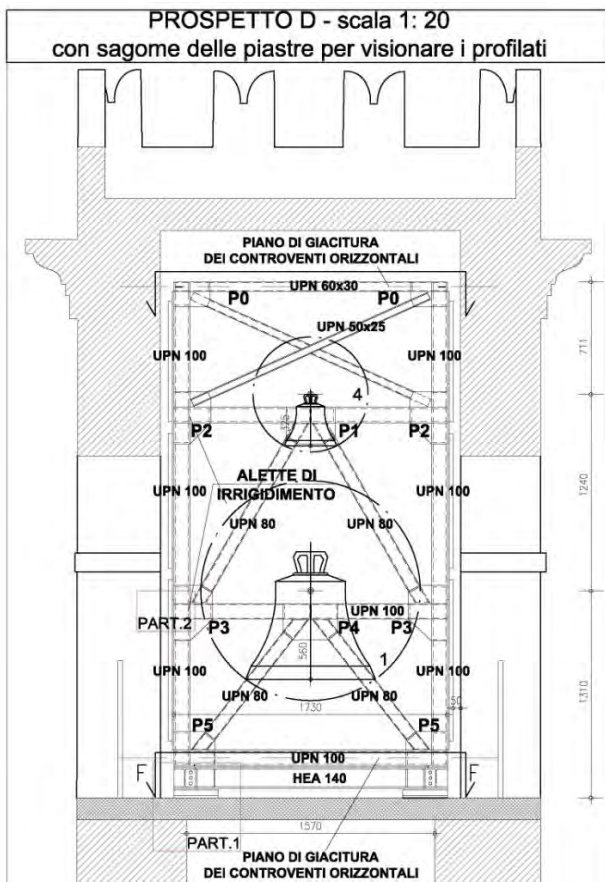 PROSPETTO D - scala 1: 20
con sagome delle piastre per visionare i profilati
PIANO DI GIACITURA
DEI CONTROVENTI ORIZZONTALI
UPN 60x30
P0
P0
UPN 50x25
UPN 100
UPN 100
711
4
125
P2
P1
P2
ALETTE DI
IRRIGIDIMENTO
UPN 100
UPN 100
1240
UPN 80
UPN 80
UPN 100
PART.2
P3
P4
P3
UPN 100
UPN 100
560
1
UPN 80
UPN 80
1310
50
1730
P5
P5
UPN 100
F
F
HEA 140
1570
PART.1
PIANO DI GIACITURA
DEI CONTROVENTI ORIZZONTALI